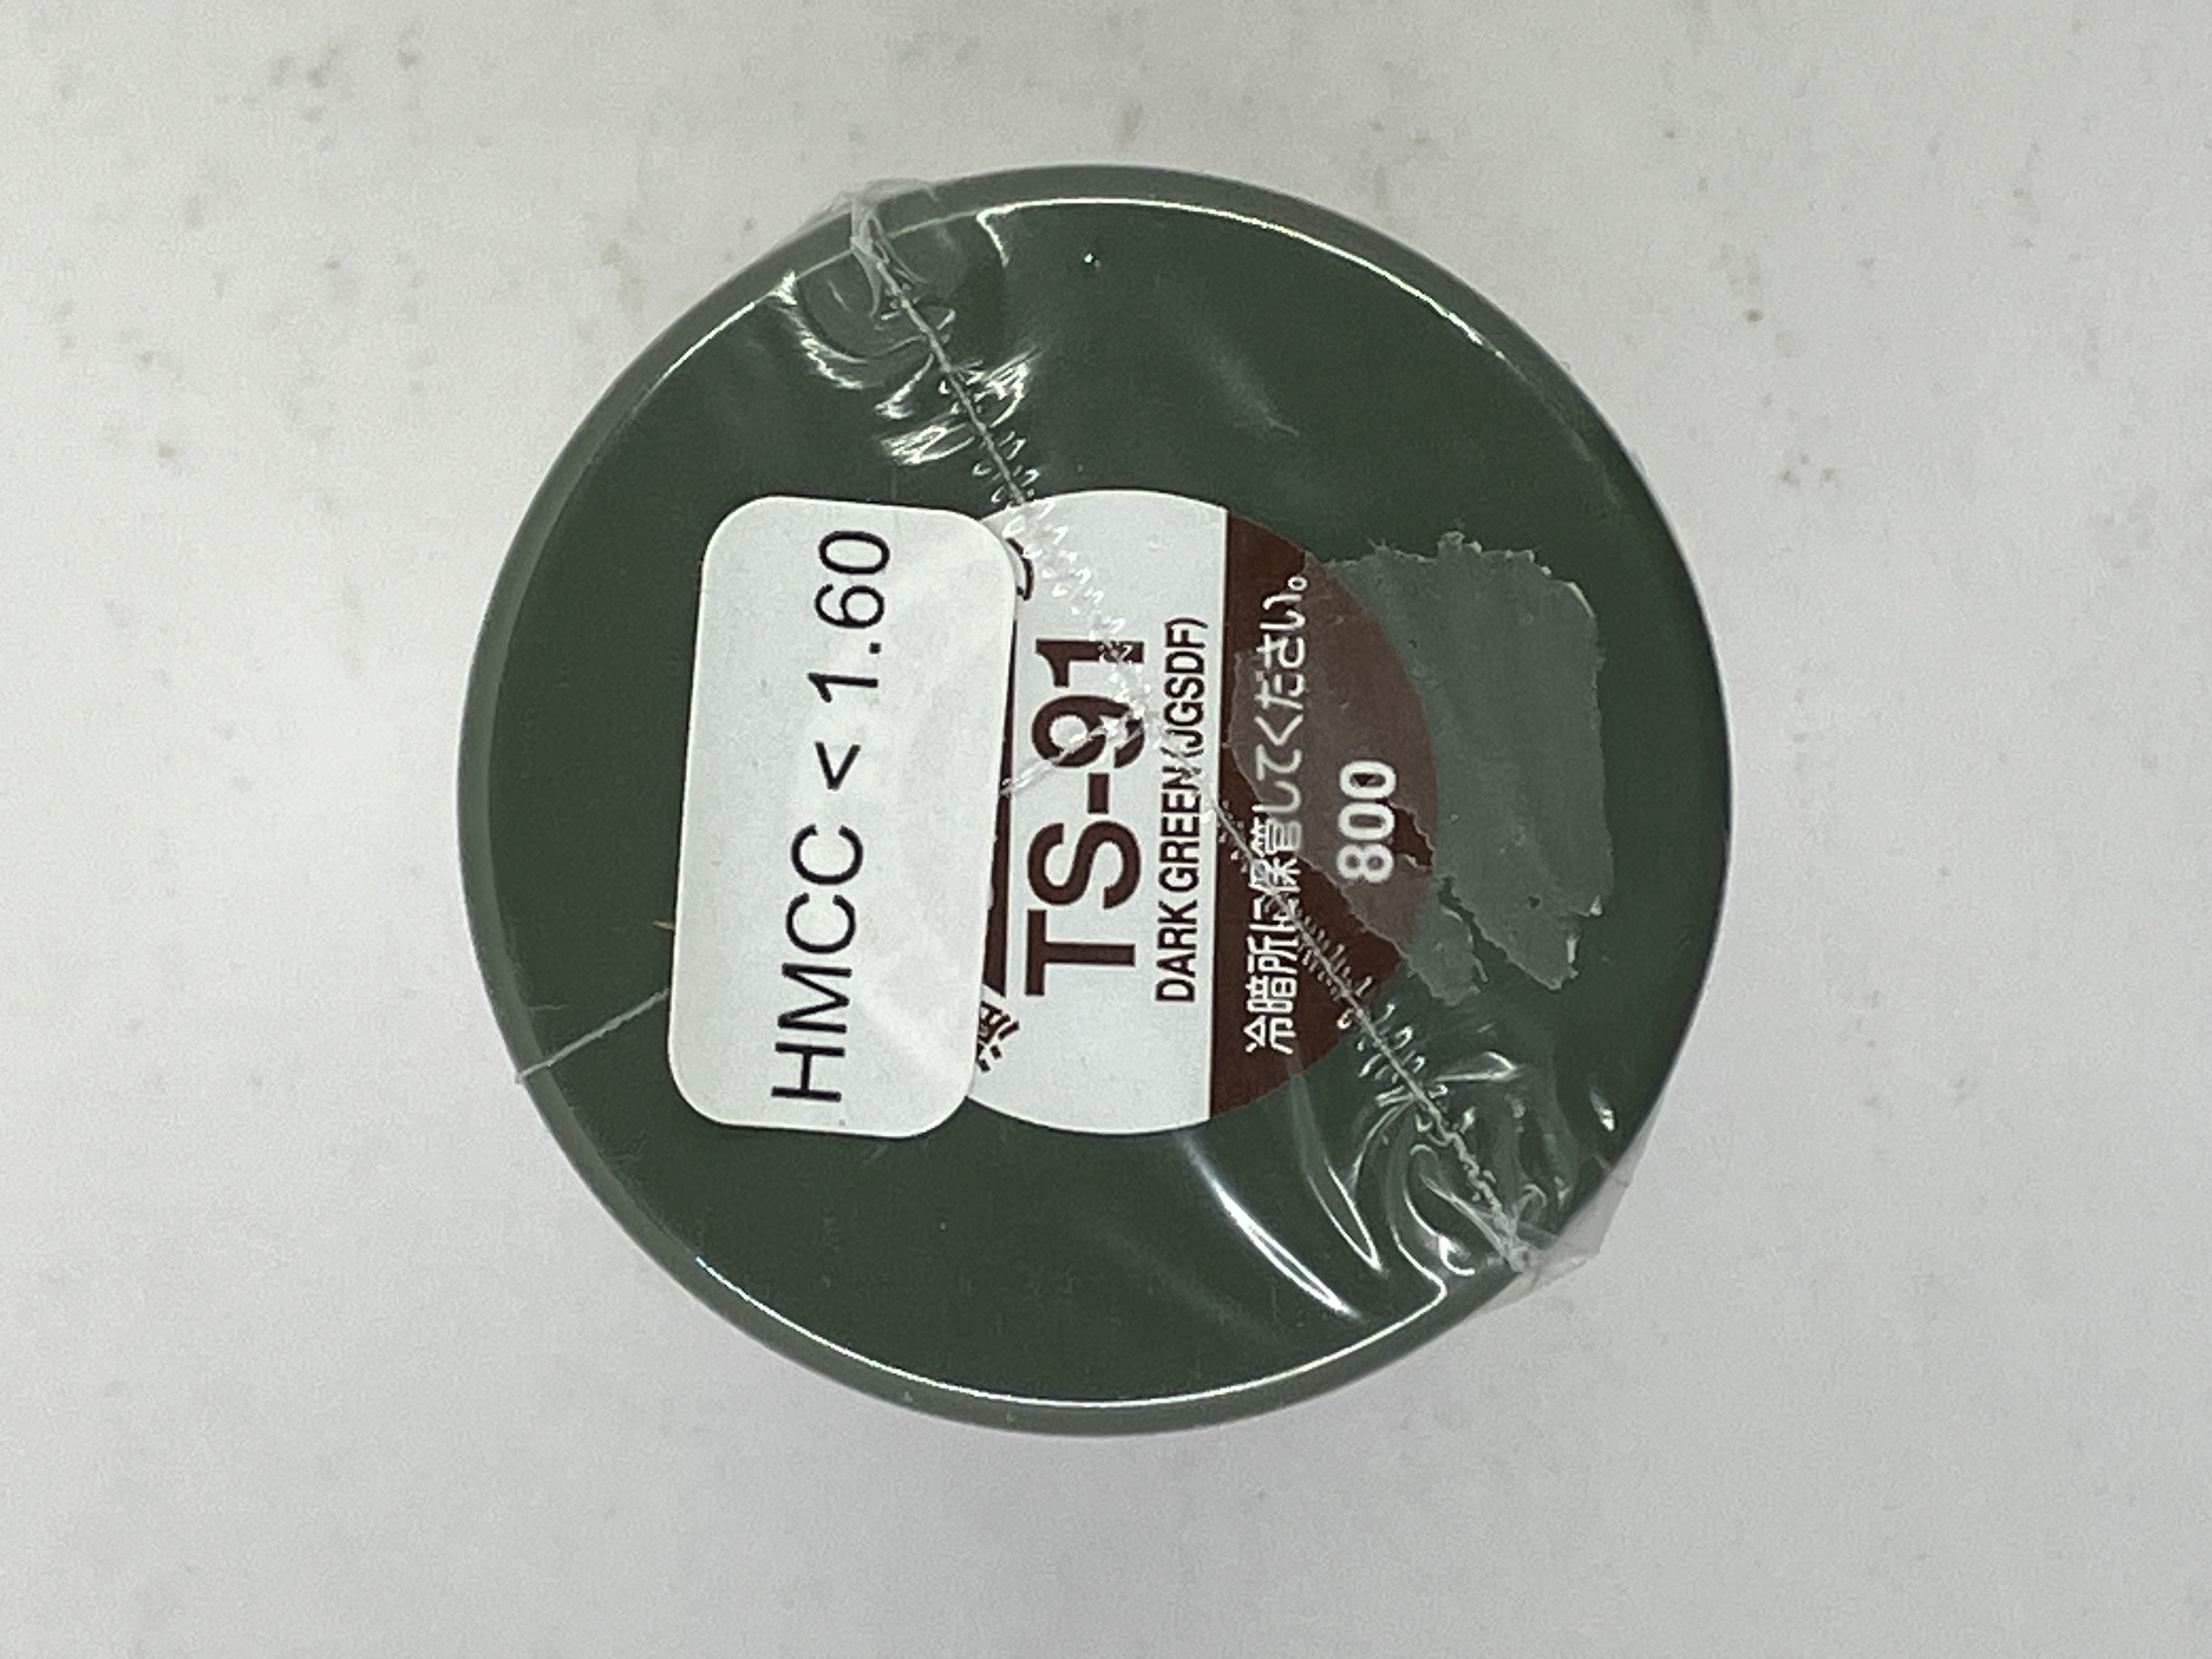 HMCC < 1.60
TS-91
DARK GREEN(JGSDF)
冷暗所に保管してください。
800